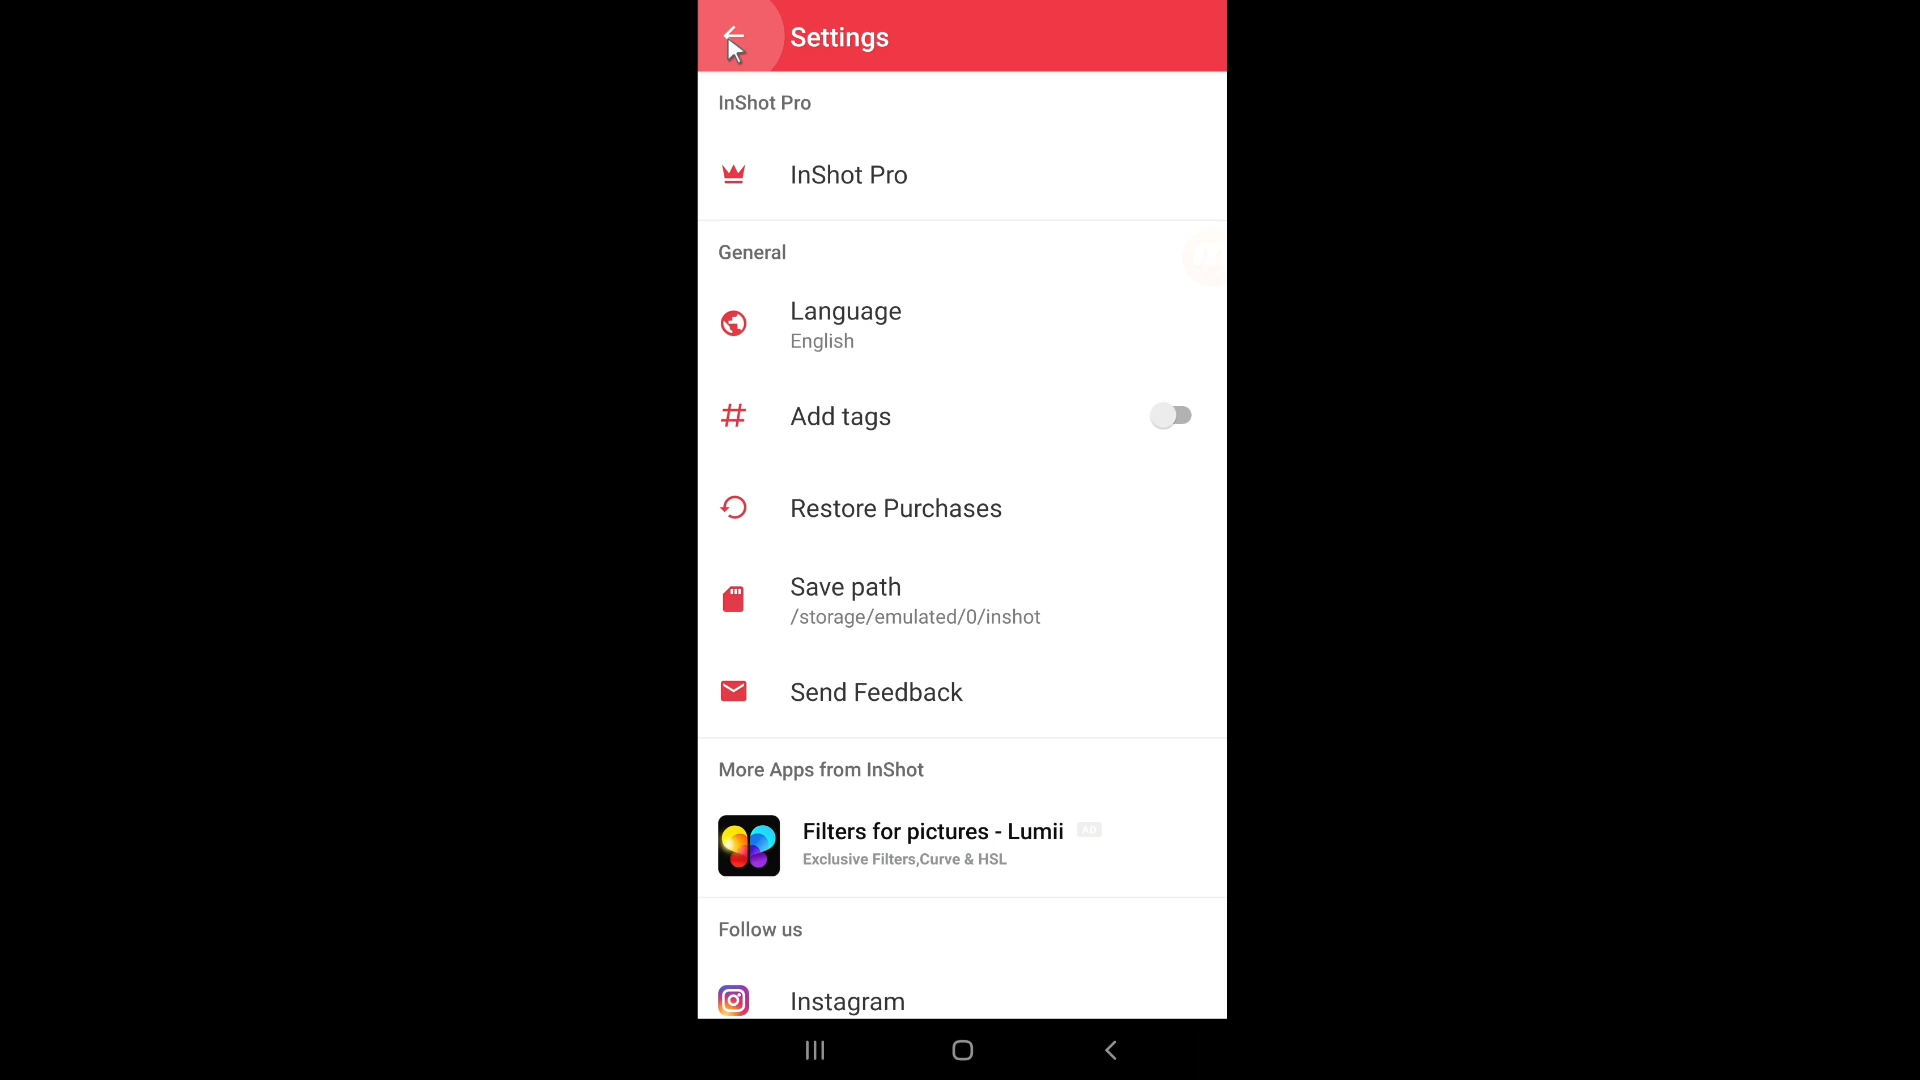 Settings
InShot Pro
InShot Pro
General
Language
English
Add tags
Restore Purchases
Save path
/storage/emulated/0/inshot
Send Feedback
More Apps from InShot
Filters for pictures - Lumii AD
Exclusive Filters,Curve & HSL
Follow us
Instagram